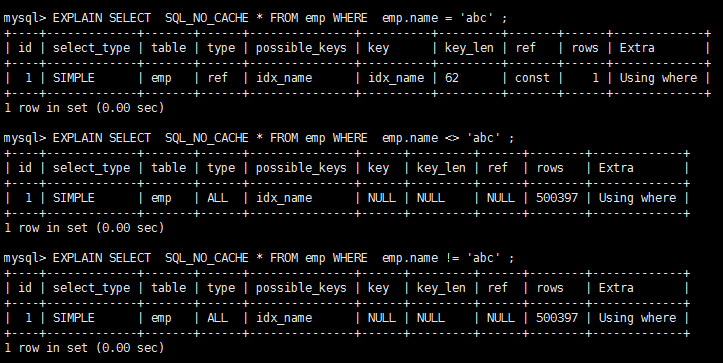 mysql> EXPLAIN SELECT  SQL_NO_CACHE * FROM emp WHERE  emp.name = 'abc' ;
+----+-------------+-------+------+---------------+----------+---------+-------+------+-------------+
| id | select_type | table | type | possible_keys | key      | key_len | ref   | rows | Extra       |
+----+-------------+-------+------+---------------+----------+---------+-------+------+-------------+
|  1 | SIMPLE      | emp   | ref  | idx_name      | idx_name | 62      | const |    1 | Using where |
+----+-------------+-------+------+---------------+----------+---------+-------+------+-------------+
1 row in set (0.00 sec)
mysql> EXPLAIN SELECT  SQL_NO_CACHE * FROM emp WHERE  emp.name <> 'abc' ;
+----+-------------+-------+------+---------------+------+---------+------+--------+-------------+
| id | select_type | table | type | possible_keys | key  | key_len | ref  | rows   | Extra       |
+----+-------------+-------+------+---------------+------+---------+------+--------+-------------+
|  1 | SIMPLE      | emp   | ALL  | idx_name      | NULL | NULL    | NULL | 500397 | Using where |
+----+-------------+-------+------+---------------+------+---------+------+--------+-------------+
1 row in set (0.00 sec)
mysql> EXPLAIN SELECT  SQL_NO_CACHE * FROM emp WHERE  emp.name != 'abc' ;
+----+-------------+-------+------+---------------+------+---------+------+--------+-------------+
| id | select_type | table | type | possible_keys | key  | key_len | ref  | rows   | Extra       |
+----+-------------+-------+------+---------------+------+---------+------+--------+-------------+
|  1 | SIMPLE      | emp   | ALL  | idx_name      | NULL | NULL    | NULL | 500397 | Using where |
+----+-------------+-------+------+---------------+------+---------+------+--------+-------------+
1 row in set (0.00 sec)